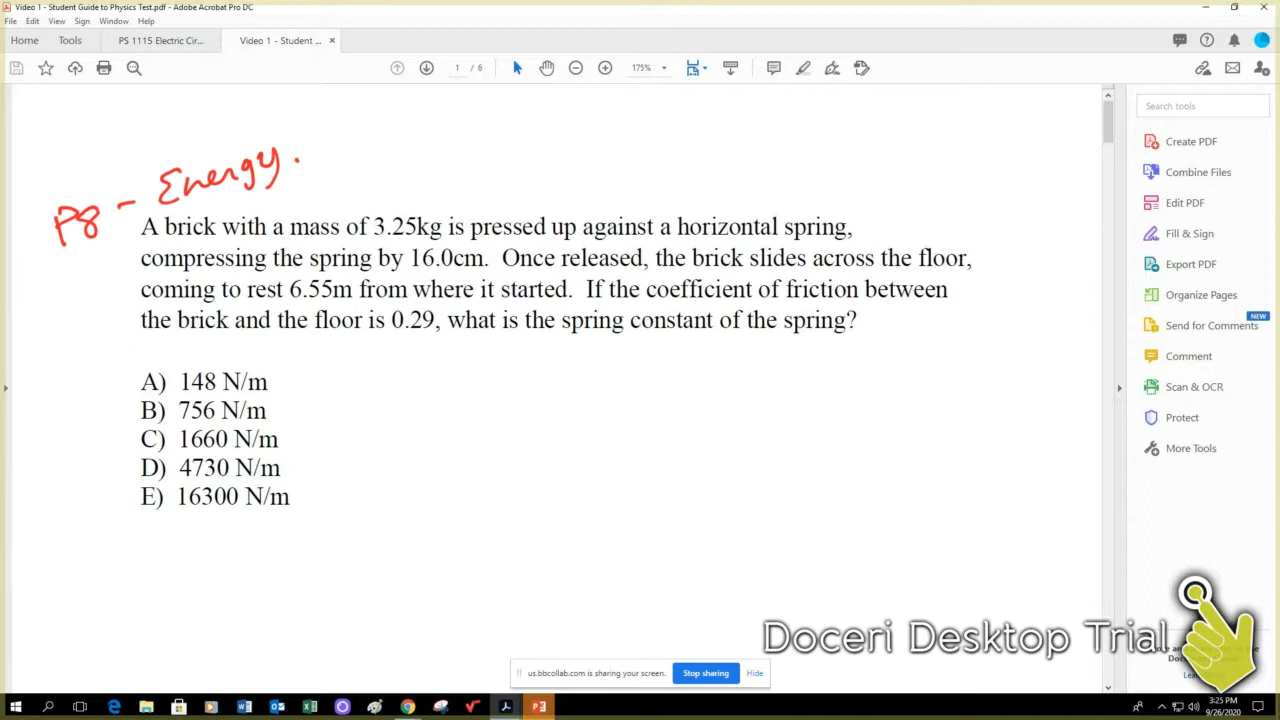 Video 1 - Student Guide to Physics Test.pdf - Adobe Acrobat Pro DC
File Edit View Sign Window Help
Home Tools PS 1115 Electric Cir... Video 1 - Student ... ×
1 / 6 175%
Search tools
Create PDF
Combine Files
Edit PDF
Fill & Sign
Export PDF
Organize Pages
NEW
Send for Comments
Comment
Scan & OCR
Protect
More Tools
P8 - Energy.
A brick with a mass of 3.25kg is pressed up against a horizontal spring,
compressing the spring by 16.0cm. Once released, the brick slides across the floor,
coming to rest 6.55m from where it started. If the coefficient of friction between
the brick and the floor is 0.29, what is the spring constant of the spring?
A) 148 N/m
B) 756 N/m
C) 1660 N/m
D) 4730 N/m
E) 16300 N/m
Doceri Desktop Trial
us.bbcollab.com is sharing your screen. Stop sharing Hide
3:25 PM
9/26/2020